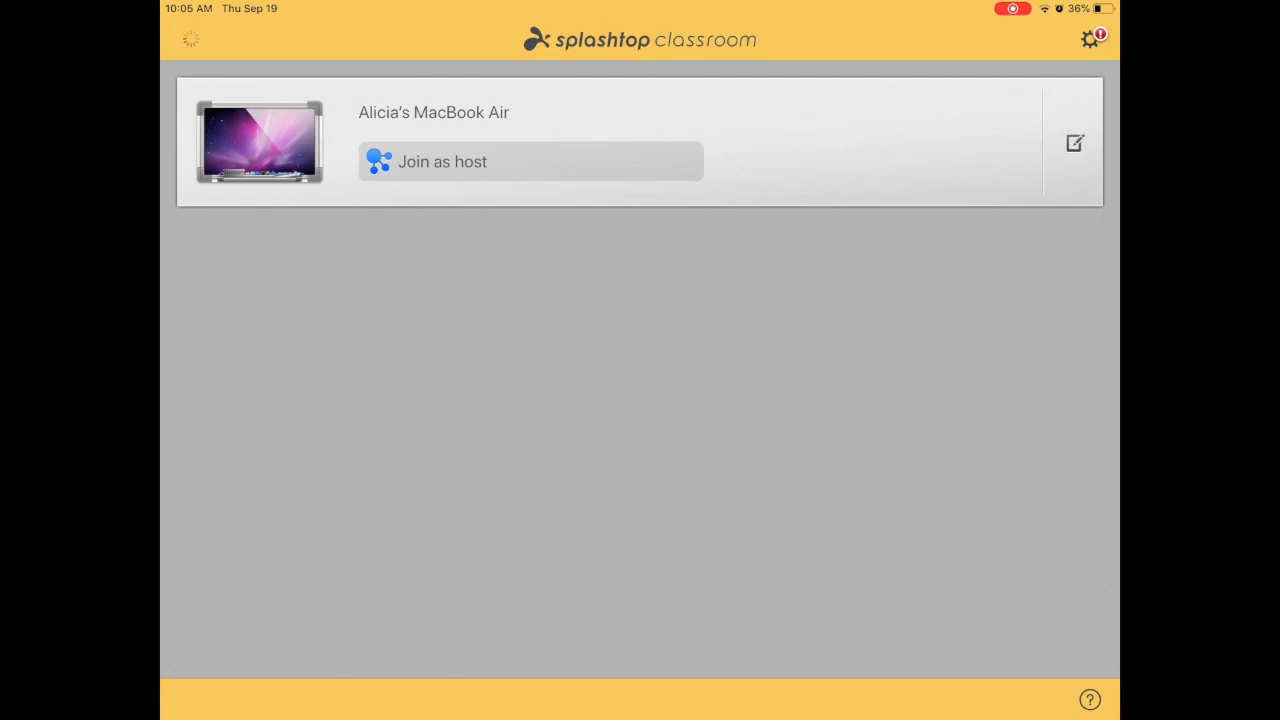 10:05 AM Thu Sep 19
36%
splashtop classroom
Alicia's MacBook Air
Join as host